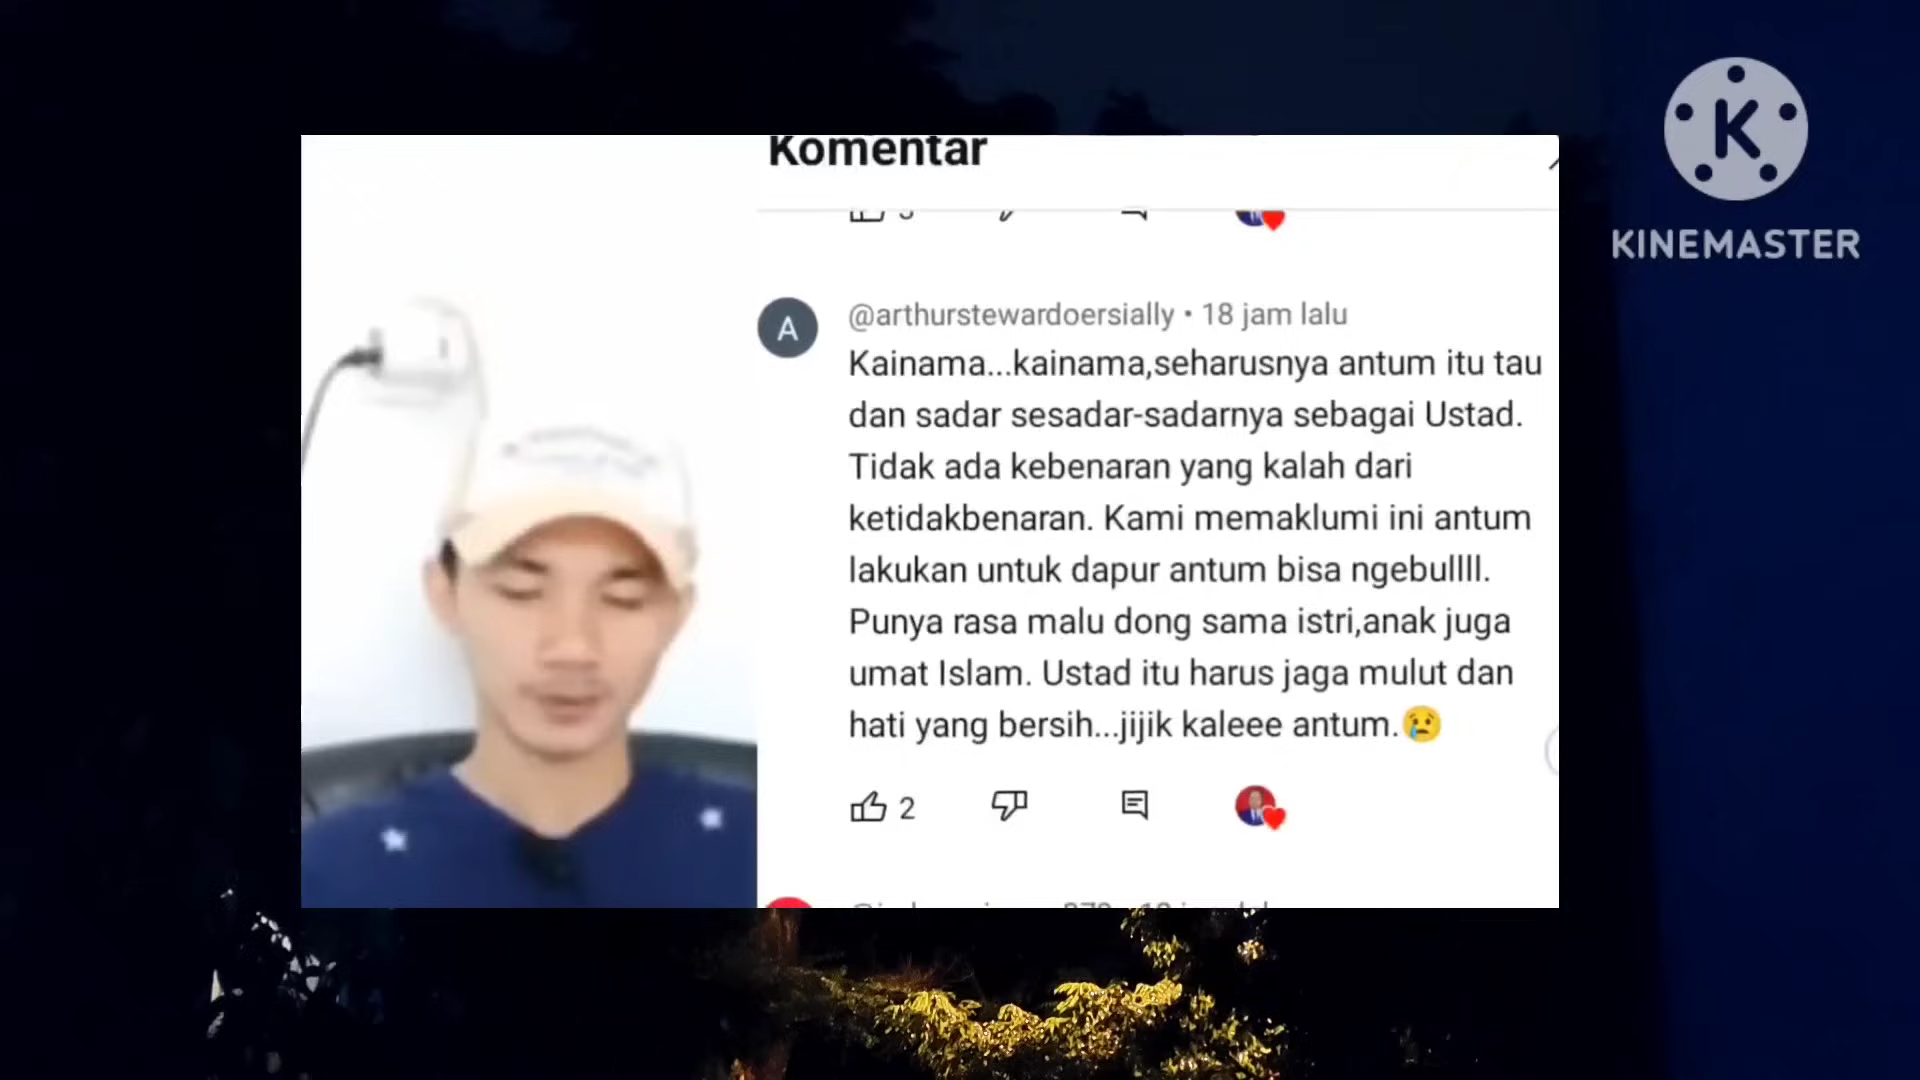 KINEMASTER
Komentar
@arthurstewardoersially • 18 jam lalu
A
Kainama...kainama,seharusnya antum itu tau
dan sadar sesadar-sadarnya sebagai Ustad.
Tidak ada kebenaran yang kalah dari
ketidakbenaran. Kami memaklumi ini antum
lakukan untuk dapur antum bisa ngebullll.
Punya rasa malu dong sama istri,anak juga
umat Islam. Ustad itu harus jaga mulut dan
hati yang bersih...jijik kaleee antum.😢
2